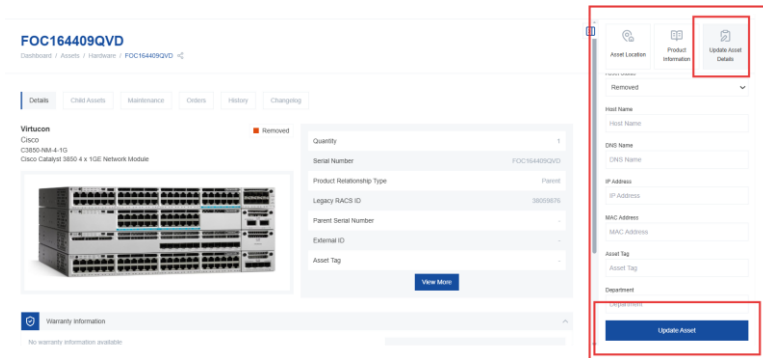 FOC164409QVD
Dashboard / Assets / Hardware / FOC164409QVD
Details
Child Assets
Maintenance
Orders
History
Changelog
Virtucon
Removed
Cisco
C3850-NM-4-1G
Cisco Catalyst 3850 4 x 1GE Network Module
Quantity 1
Serial Number FOC164409QVD
Product Relationship Type Parent
Legacy RACS ID
Parent Serial Number -
External ID -
Asset Tag -
View More
Warranty Information
No warranty information available
Asset Location
Product Information
Update Asset Details
Removed
Host Name
Host Name
DNS Name
DNS Name
IP Address
IP Address
MAC Address
MAC Address
Asset Tag
Asset Tag
Department
Department
Update Asset